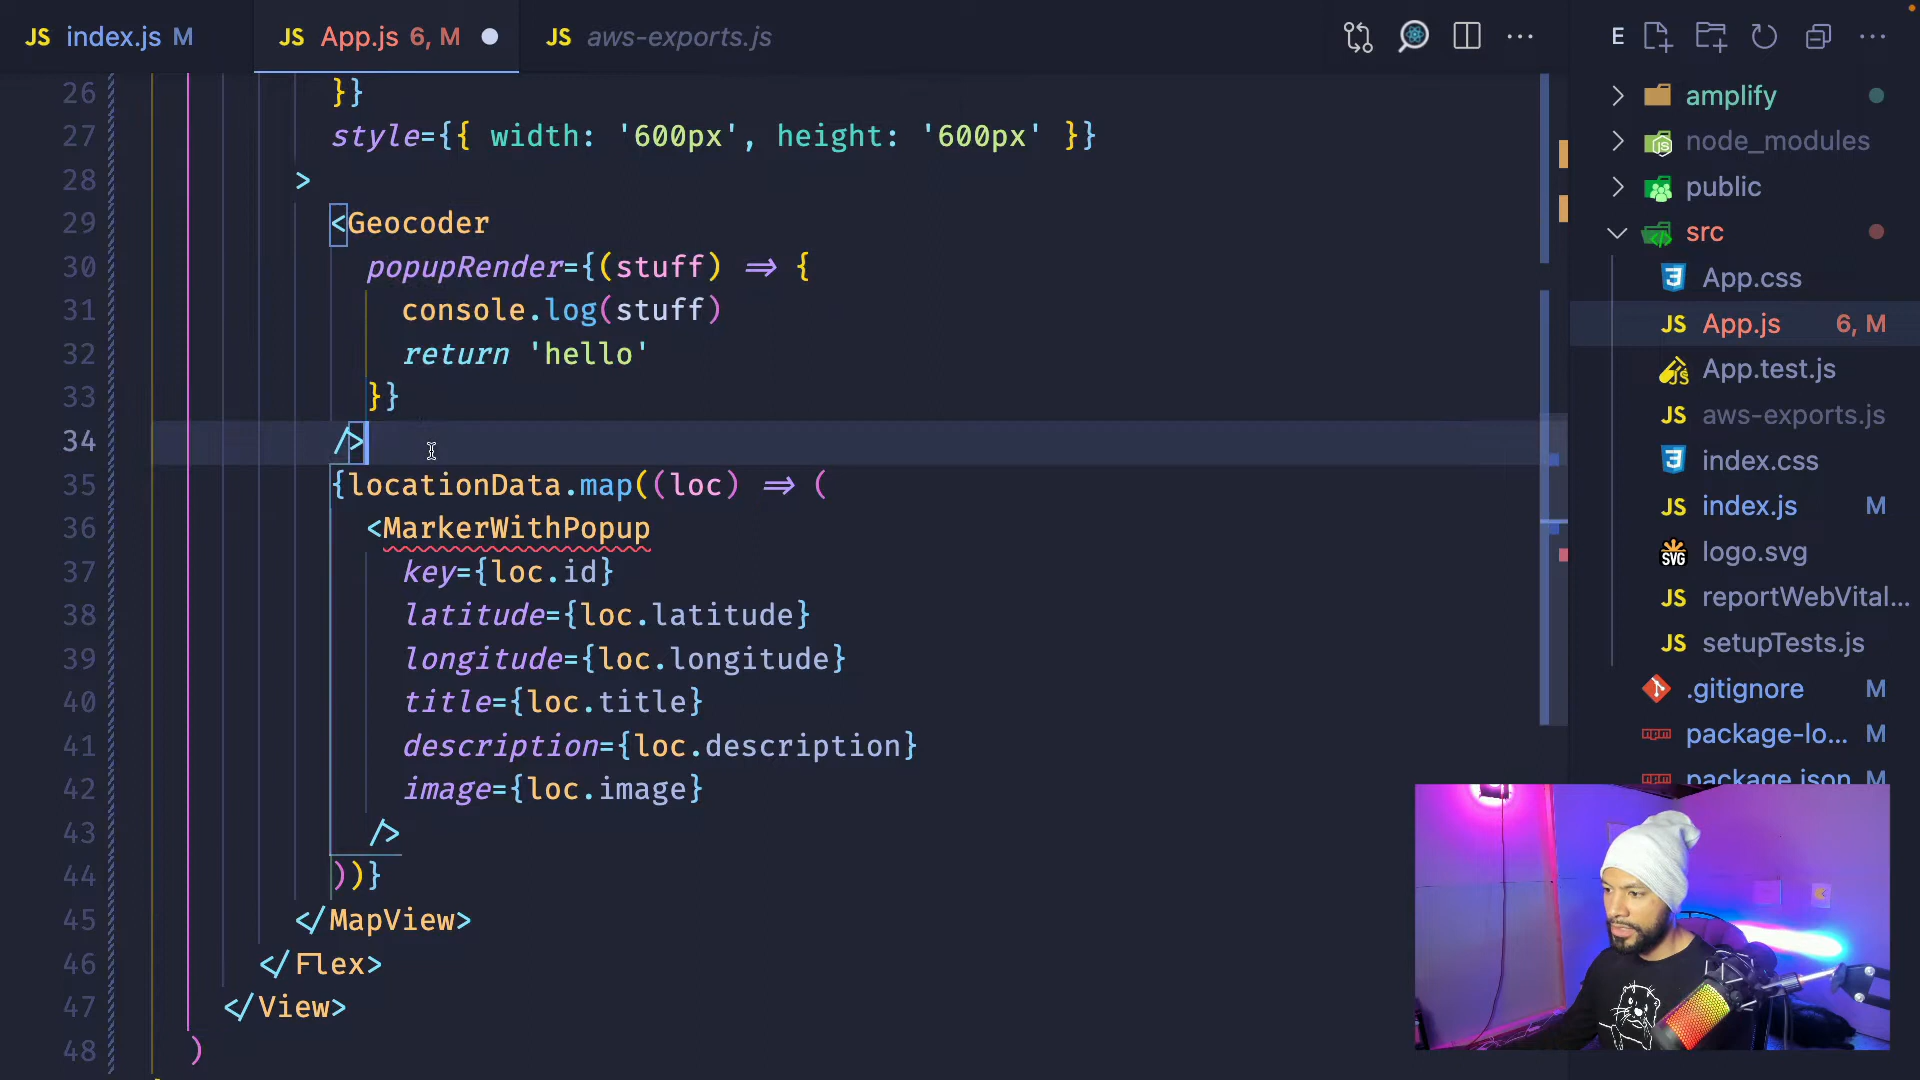 JS index.js M
JS App.js 6, M
JS aws-exports.js
E
26 }}
27 style={{ width: '600px', height: '600px' }}
28 >
29 <Geocoder
30 popupRender={(stuff) => {
31 console.log(stuff)
32 return 'hello'
33 }}
34 />
35 {locationData.map((loc) => (
36 <MarkerWithPopup
37 key={loc.id}
38 latitude={loc.latitude}
39 longitude={loc.longitude}
40 title={loc.title}
41 description={loc.description}
42 image={loc.image}
43 />
44 ))}
45 </MapView>
46 </Flex>
47 </View>
48 )
amplify
node_modules
public
src
App.css
JS App.js 6, M
App.test.js
JS aws-exports.js
index.css
JS index.js M
SVG logo.svg
JS reportWebVital...
JS setupTests.js
.gitignore M
package-lo... M
package.json M